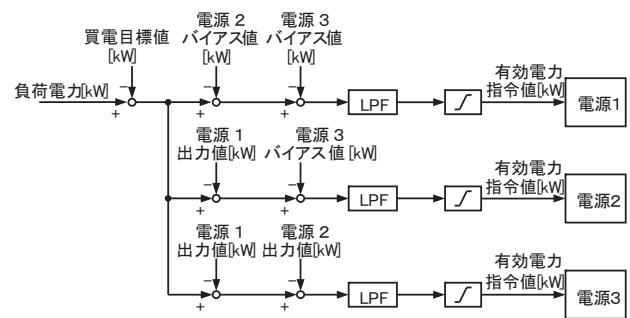 買電目標値
[kW]
電源 2
バイアス値
[kW]
電源 3
バイアス値
[kW]
負荷電力[kW]
−
+
−
+
−
+
LPF
有効電力
指令値[kW]
電源1
電源 1
出力値[kW]
電源 3
バイアス値 [kW]
−
+
−
+
LPF
有効電力
指令値[kW]
電源2
電源 1
出力値[kW]
電源 2
出力値[kW]
−
+
−
+
LPF
有効電力
指令値[kW]
電源3